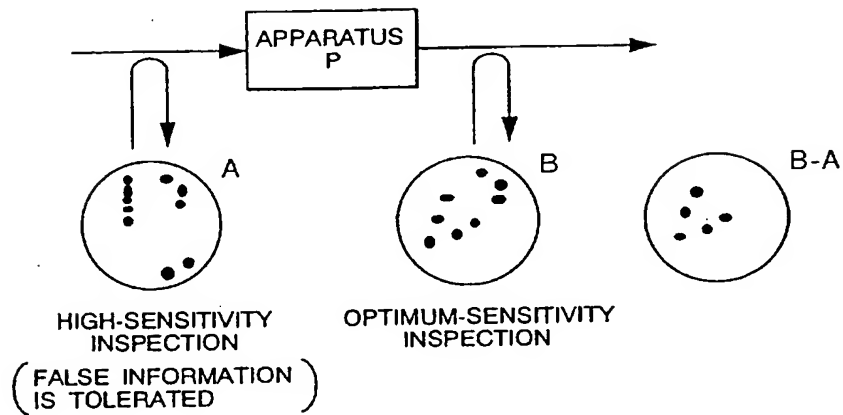 APPARATUS
P
A
B
B-A
HIGH-SENSITIVITY
INSPECTION
(FALSE INFORMATION
IS TOLERATED)
OPTIMUM-SENSITIVITY
INSPECTION